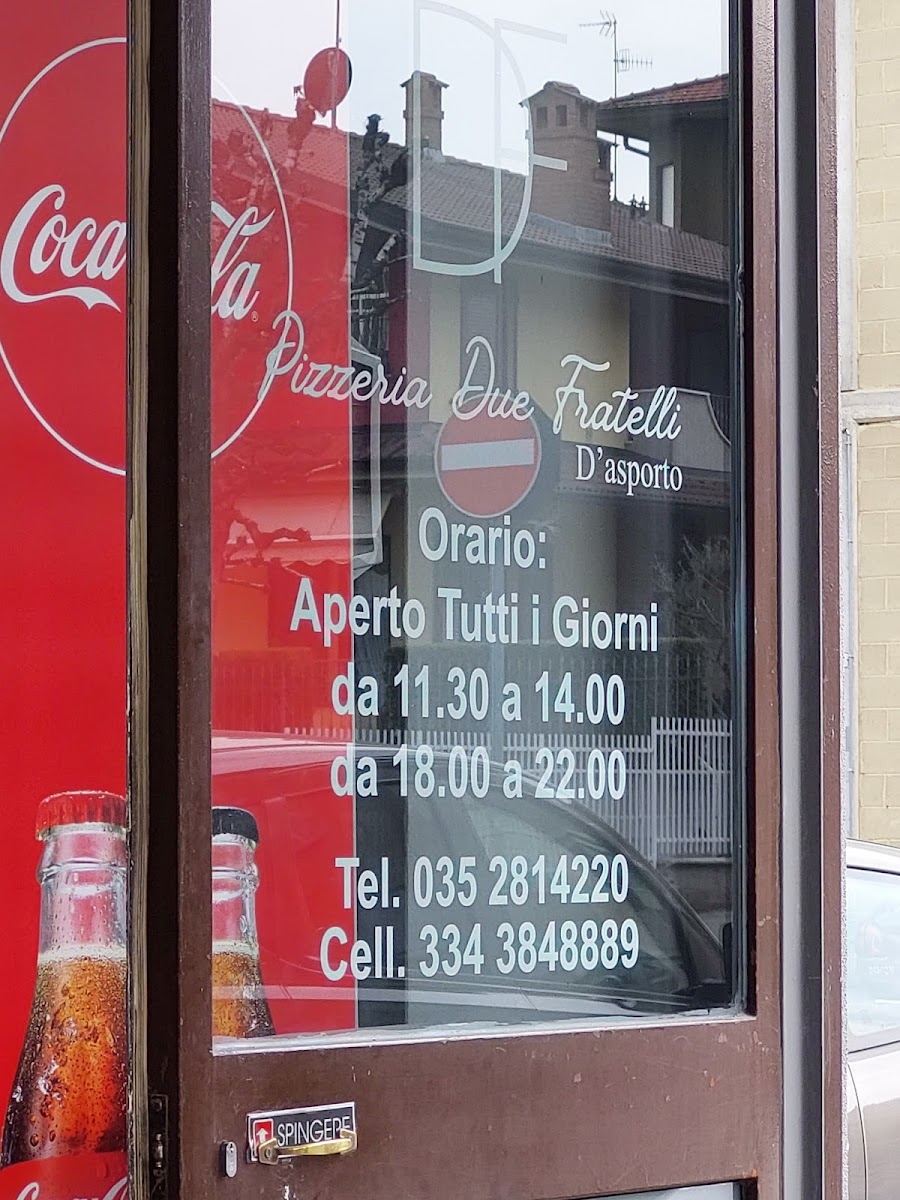 DF
Coca-Cola
Pizzeria Due Fratelli
D'asporto
Orario:
Aperto Tutti i Giorni
da 11.30 a 14.00
da 18.00 a 22.00
Tel. 035 2814220
Cell. 334 3848889
SPINGERE